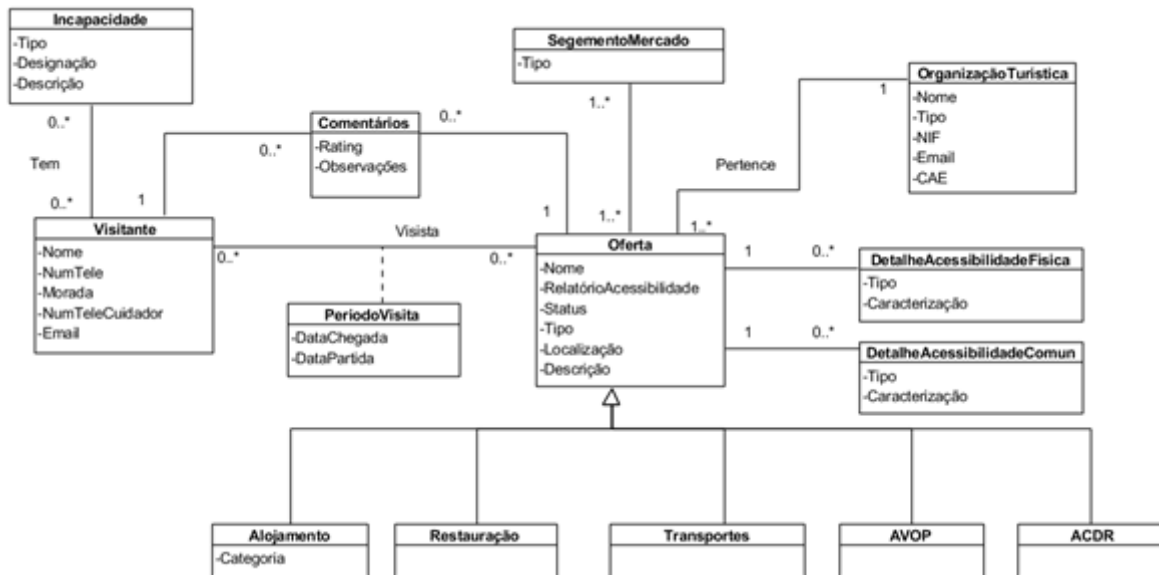 Incapacidade
-Tipo
-Designação
-Descrição
0..*
Tem
0..*
SegementoMercado
-Tipo
1..*
1..*
OrganizaçãoTuristica
-Nome
-Tipo
-NIF
-Email
-CAE
1
Pertence
1..*
Comentários
-Rating
-Observações
0..*
0..*
1
1
Visitante
-Nome
-NumTele
-Morada
-NumTeleCuidador
-Email
0..*
Visista
0..*
PeriodoVisita
-DataChegada
-DataPartida
Oferta
-Nome
-RelatórioAcessibilidade
-Status
-Tipo
-Localização
-Descrição
1
0..*
DetalheAcessibilidadeFisica
-Tipo
-Caracterização
1
0..*
DetalheAcessibilidadeComun
-Tipo
-Caracterização
Alojamento
-Categoria
Restauração
Transportes
AVOP
ACDR